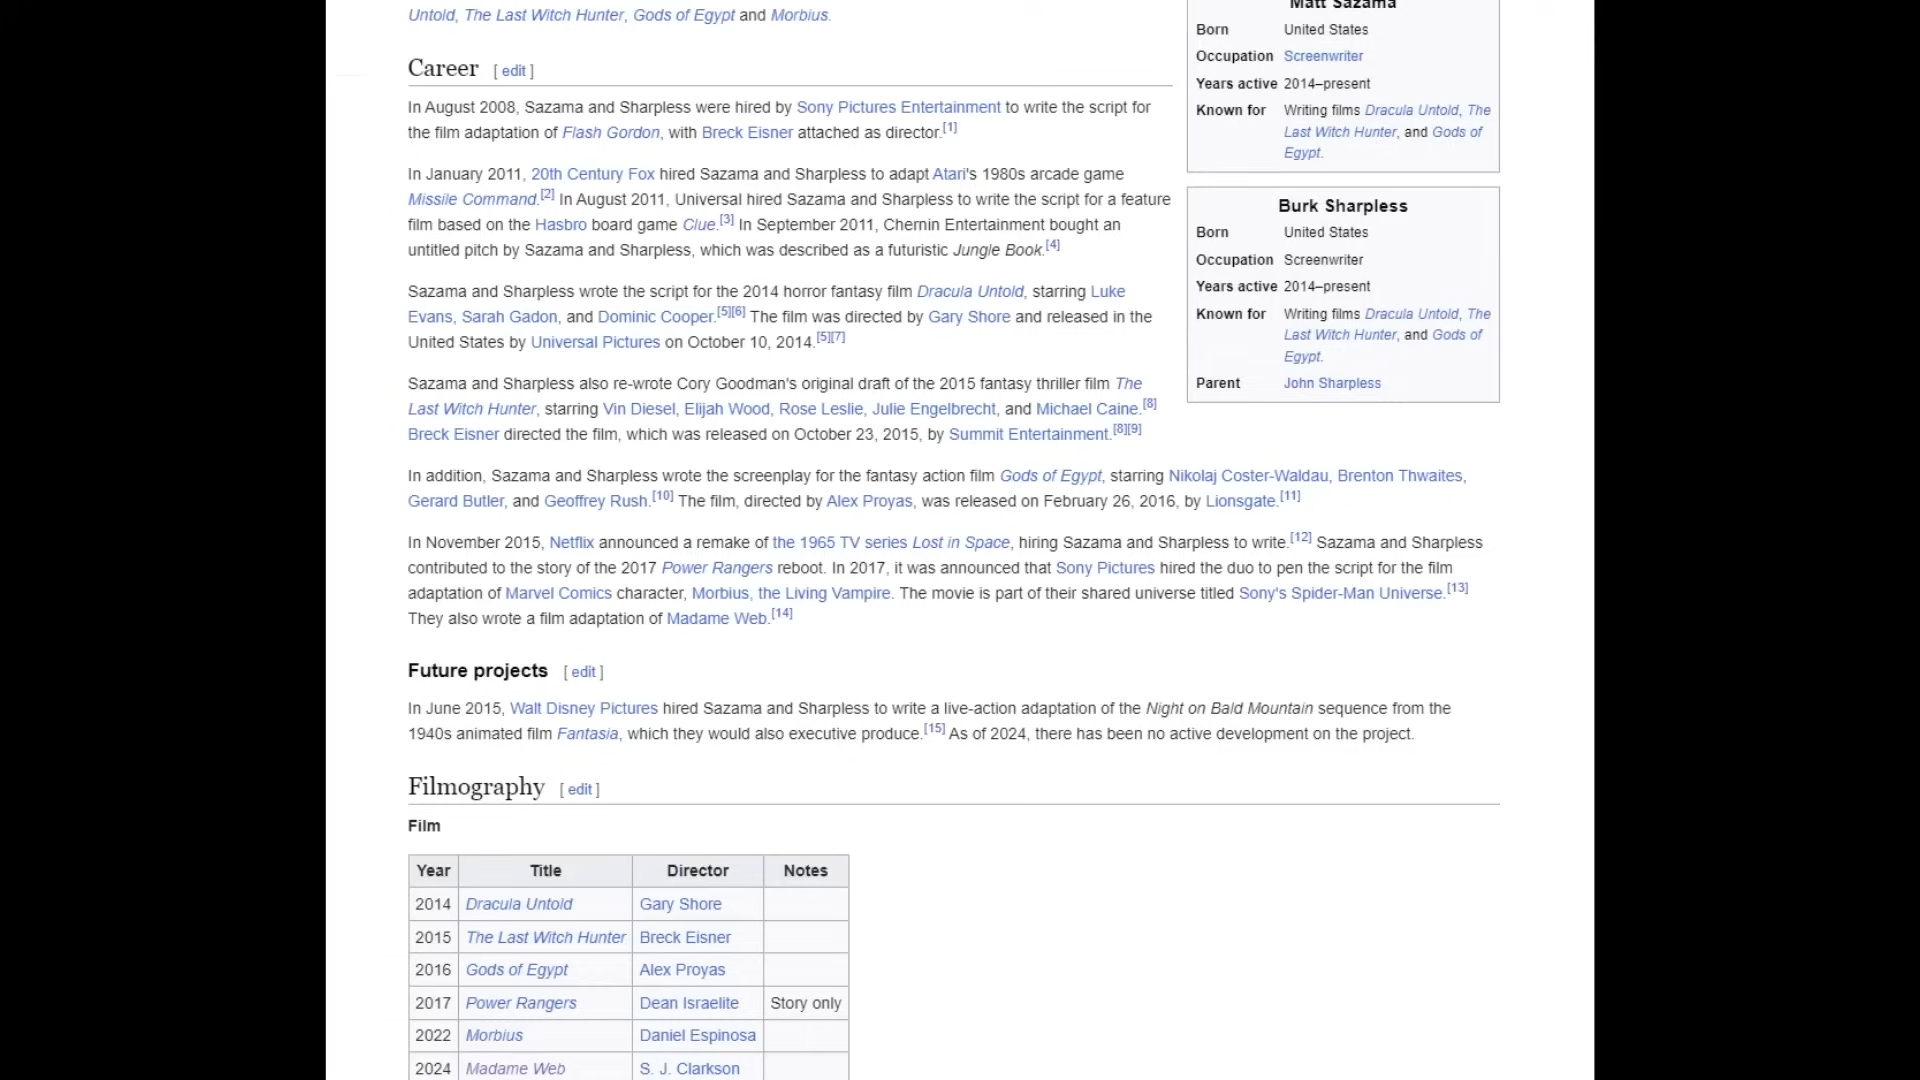 Untold, The Last Witch Hunter, Gods of Egypt and Morbius.
Career [ edit ]
In August 2008, Sazama and Sharpless were hired by Sony Pictures Entertainment to write the script for
the film adaptation of Flash Gordon, with Breck Eisner attached as director.[1]
In January 2011, 20th Century Fox hired Sazama and Sharpless to adapt Atari's 1980s arcade game
Missile Command.[2] In August 2011, Universal hired Sazama and Sharpless to write the script for a feature
film based on the Hasbro board game Clue.[3] In September 2011, Chernin Entertainment bought an
untitled pitch by Sazama and Sharpless, which was described as a futuristic Jungle Book.[4]
Sazama and Sharpless wrote the script for the 2014 horror fantasy film Dracula Untold, starring Luke
Evans, Sarah Gadon, and Dominic Cooper.[5][6] The film was directed by Gary Shore and released in the
United States by Universal Pictures on October 10, 2014.[5][7]
Sazama and Sharpless also re-wrote Cory Goodman's original draft of the 2015 fantasy thriller film The
Last Witch Hunter, starring Vin Diesel, Elijah Wood, Rose Leslie, Julie Engelbrecht, and Michael Caine.[8]
Breck Eisner directed the film, which was released on October 23, 2015, by Summit Entertainment.[8][9]
In addition, Sazama and Sharpless wrote the screenplay for the fantasy action film Gods of Egypt, starring Nikolaj Coster-Waldau, Brenton Thwaites,
Gerard Butler, and Geoffrey Rush.[10] The film, directed by Alex Proyas, was released on February 26, 2016, by Lionsgate.[11]
In November 2015, Netflix announced a remake of the 1965 TV series Lost in Space, hiring Sazama and Sharpless to write.[12] Sazama and Sharpless
contributed to the story of the 2017 Power Rangers reboot. In 2017, it was announced that Sony Pictures hired the duo to pen the script for the film
adaptation of Marvel Comics character, Morbius, the Living Vampire. The movie is part of their shared universe titled Sony's Spider-Man Universe.[13]
They also wrote a film adaptation of Madame Web.[14]
Future projects [ edit ]
In June 2015, Walt Disney Pictures hired Sazama and Sharpless to write a live-action adaptation of the Night on Bald Mountain sequence from the
1940s animated film Fantasia, which they would also executive produce.[15] As of 2024, there has been no active development on the project.
Filmography [ edit ]
Film
Year Title Director Notes
2014 Dracula Untold Gary Shore
2015 The Last Witch Hunter Breck Eisner
2016 Gods of Egypt Alex Proyas
2017 Power Rangers Dean Israelite Story only
2022 Morbius Daniel Espinosa
2024 Madame Web S. J. Clarkson
Matt Sazama
Born United States
Occupation Screenwriter
Years active 2014–present
Known for Writing films Dracula Untold, The
Last Witch Hunter, and Gods of
Egypt.
Burk Sharpless
Born United States
Occupation Screenwriter
Years active 2014–present
Known for Writing films Dracula Untold, The
Last Witch Hunter, and Gods of
Egypt.
Parent John Sharpless